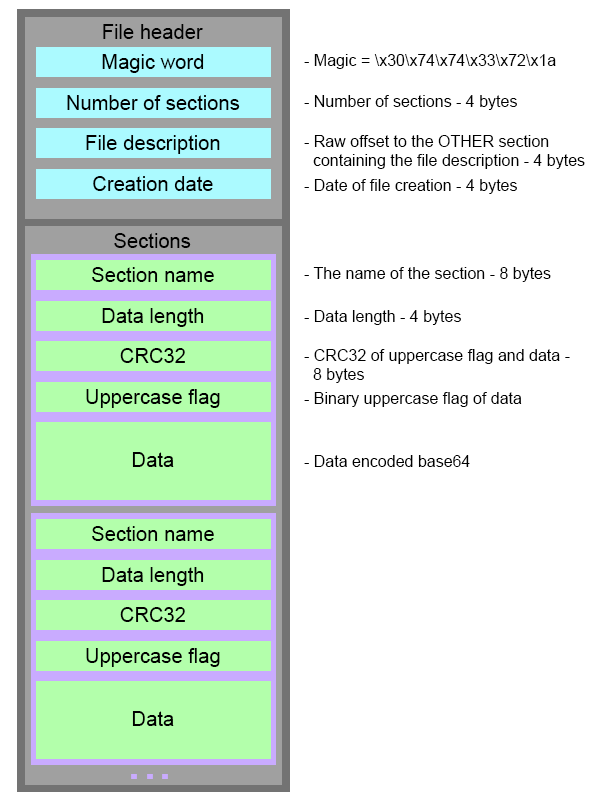 File header
Magic word
- Magic = \x30\x74\x74\x33\x72\x1a
Number of sections
- Number of sections - 4 bytes
File description
- Raw offset to the OTHER section
containing the file description - 4 bytes
Creation date
- Date of file creation - 4 bytes
Sections
Section name
- The name of the section - 8 bytes
Data length
- Data length - 4 bytes
CRC32
- CRC32 of uppercase flag and data -
8 bytes
Uppercase flag
- Binary uppercase flag of data
Data
- Data encoded base64
Section name
Data length
CRC32
Uppercase flag
Data
...